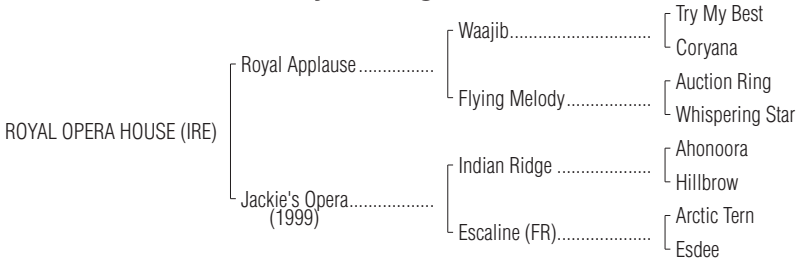 Try My Best
Waajib..............................
Coryana
Royal Applause ................
Auction Ring
Flying Melody..................
Whispering Star
ROYAL OPERA HOUSE (IRE)
Ahonoora
Indian Ridge ....................
Hillbrow
Jackie's Opera..................
(1999)
Arctic Tern
Escaline (FR)....................
Esdee